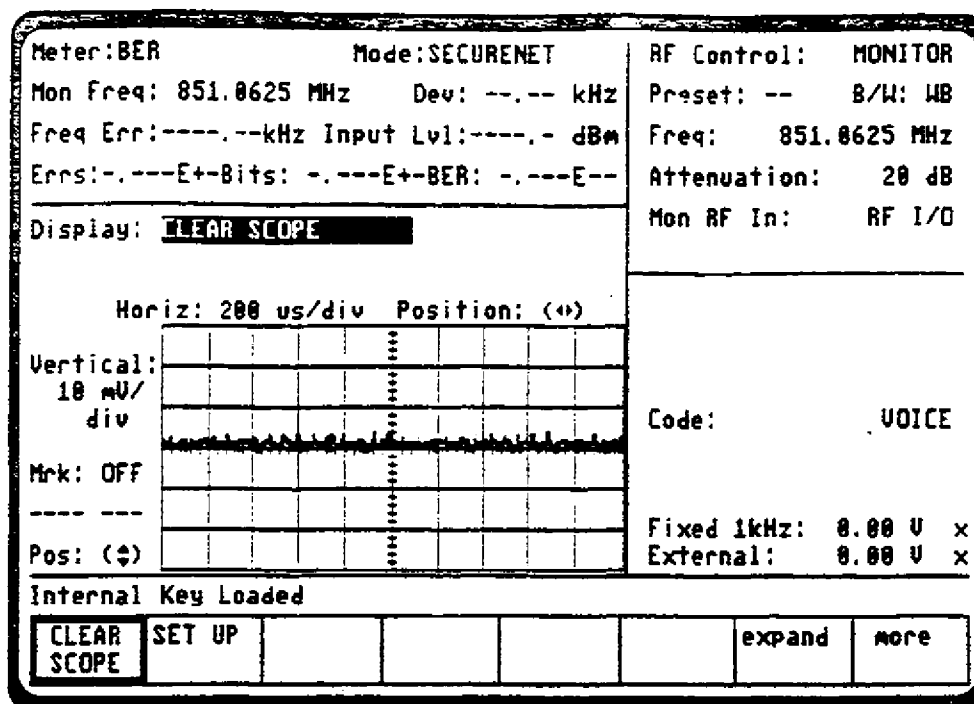 Meter:BER Mode:SECURENET
Mon Freq: 851.0625 MHz Dev: --.-- kHz
Freq Err:----.--kHz Input Lvl:----.- dBm
Errs:-.---E+-Bits: -.---E+-BER: -.---E--
RF Control: MONITOR
Preset: -- B/W: WB
Freq: 851.0625 MHz
Attenuation: 20 dB
Mon RF In: RF I/O
Display: CLEAR SCOPE
Horiz: 200 us/div Position: (↔)
Vertical:
10 mV/
div
Mrk: OFF
---- ---
Pos: (↕)
Code: VOICE
Fixed 1kHz: 0.00 V x
External: 0.00 V x
Internal Key Loaded
CLEAR SCOPE
SET UP
expand
more